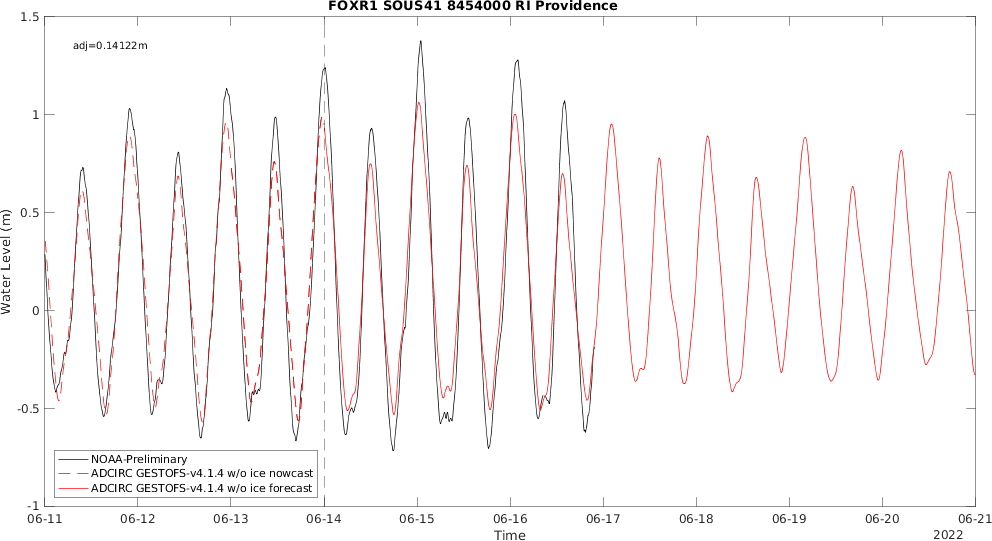 FOXR1 SOUS41 8454000 RI Providence
1.5
adj=0.14122m
1
0.5
0
-0.5
-1
Water Level (m)
NOAA-Preliminary
ADCIRC GESTOFS-v4.1.4 w/o ice nowcast
ADCIRC GESTOFS-v4.1.4 w/o ice forecast
06-11 06-12 06-13 06-14 06-15 06-16 06-17 06-18 06-19 06-20 06-21
Time
2022